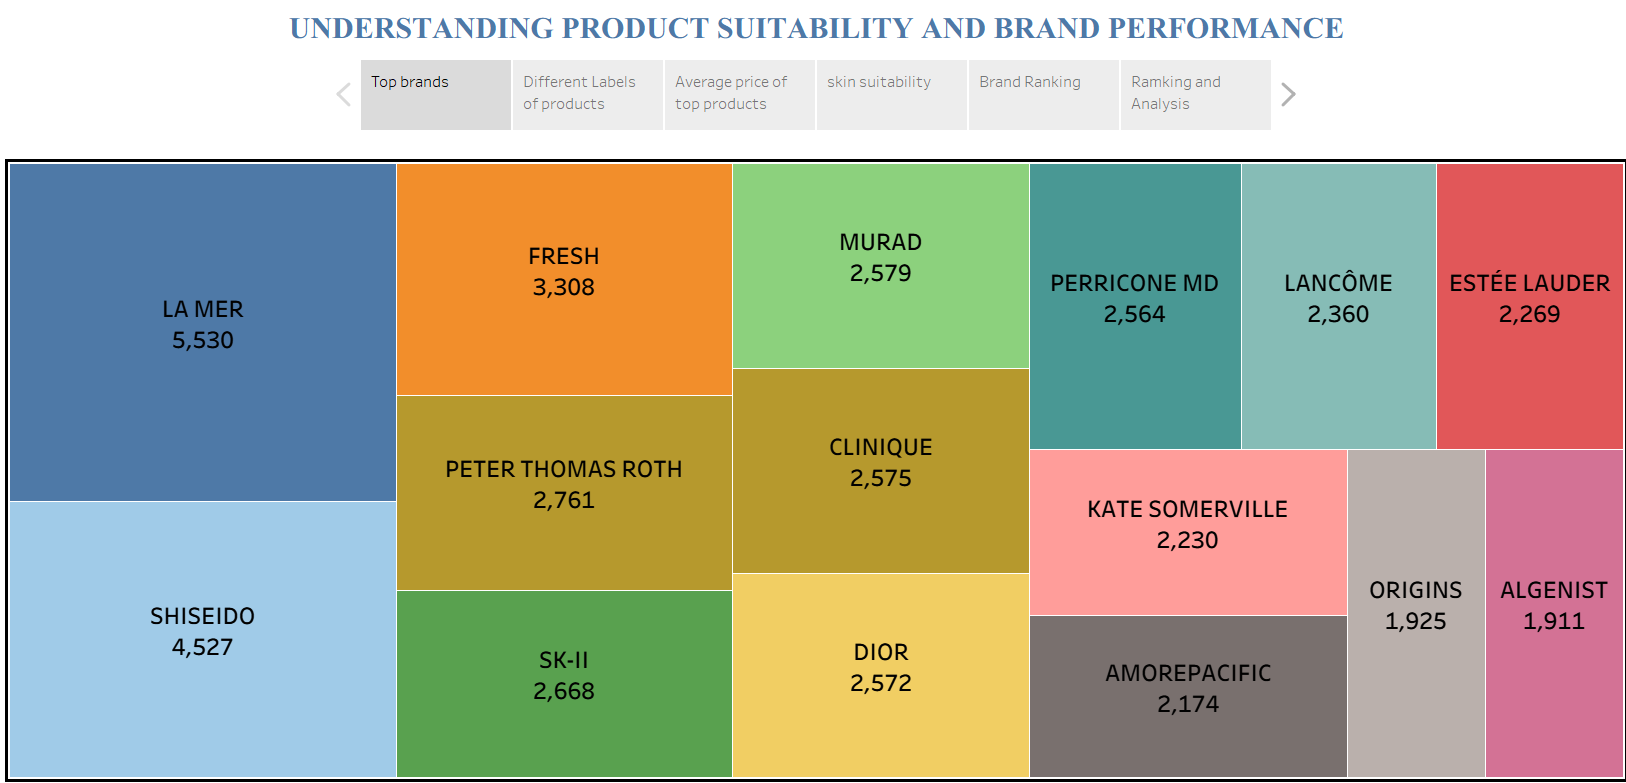 UNDERSTANDING PRODUCT SUITABILITY AND BRAND PERFORMANCE
Top brands
Different Labels
of products
Average price of
top products
skin suitability
Brand Ranking
Ramking and
Analysis
LA MER
5,530
SHISEIDO
4,527
FRESH
3,308
PETER THOMAS ROTH
2,761
SK-II
2,668
MURAD
2,579
CLINIQUE
2,575
DIOR
2,572
PERRICONE MD
2,564
LANCÔME
2,360
ESTÉE LAUDER
2,269
KATE SOMERVILLE
2,230
AMOREPACIFIC
2,174
ORIGINS
1,925
ALGENIST
1,911